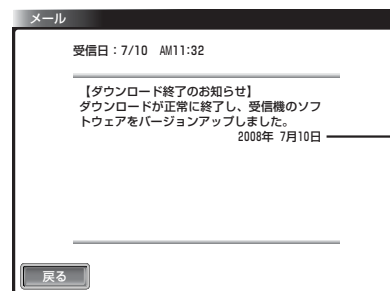 メール
受信日：7/10 AM11:32
【ダウンロード終了のお知らせ】
ダウンロードが正常に終了し、受信機のソフ
トウェアをバージョンアップしました。
2008年 7月10日
戻る